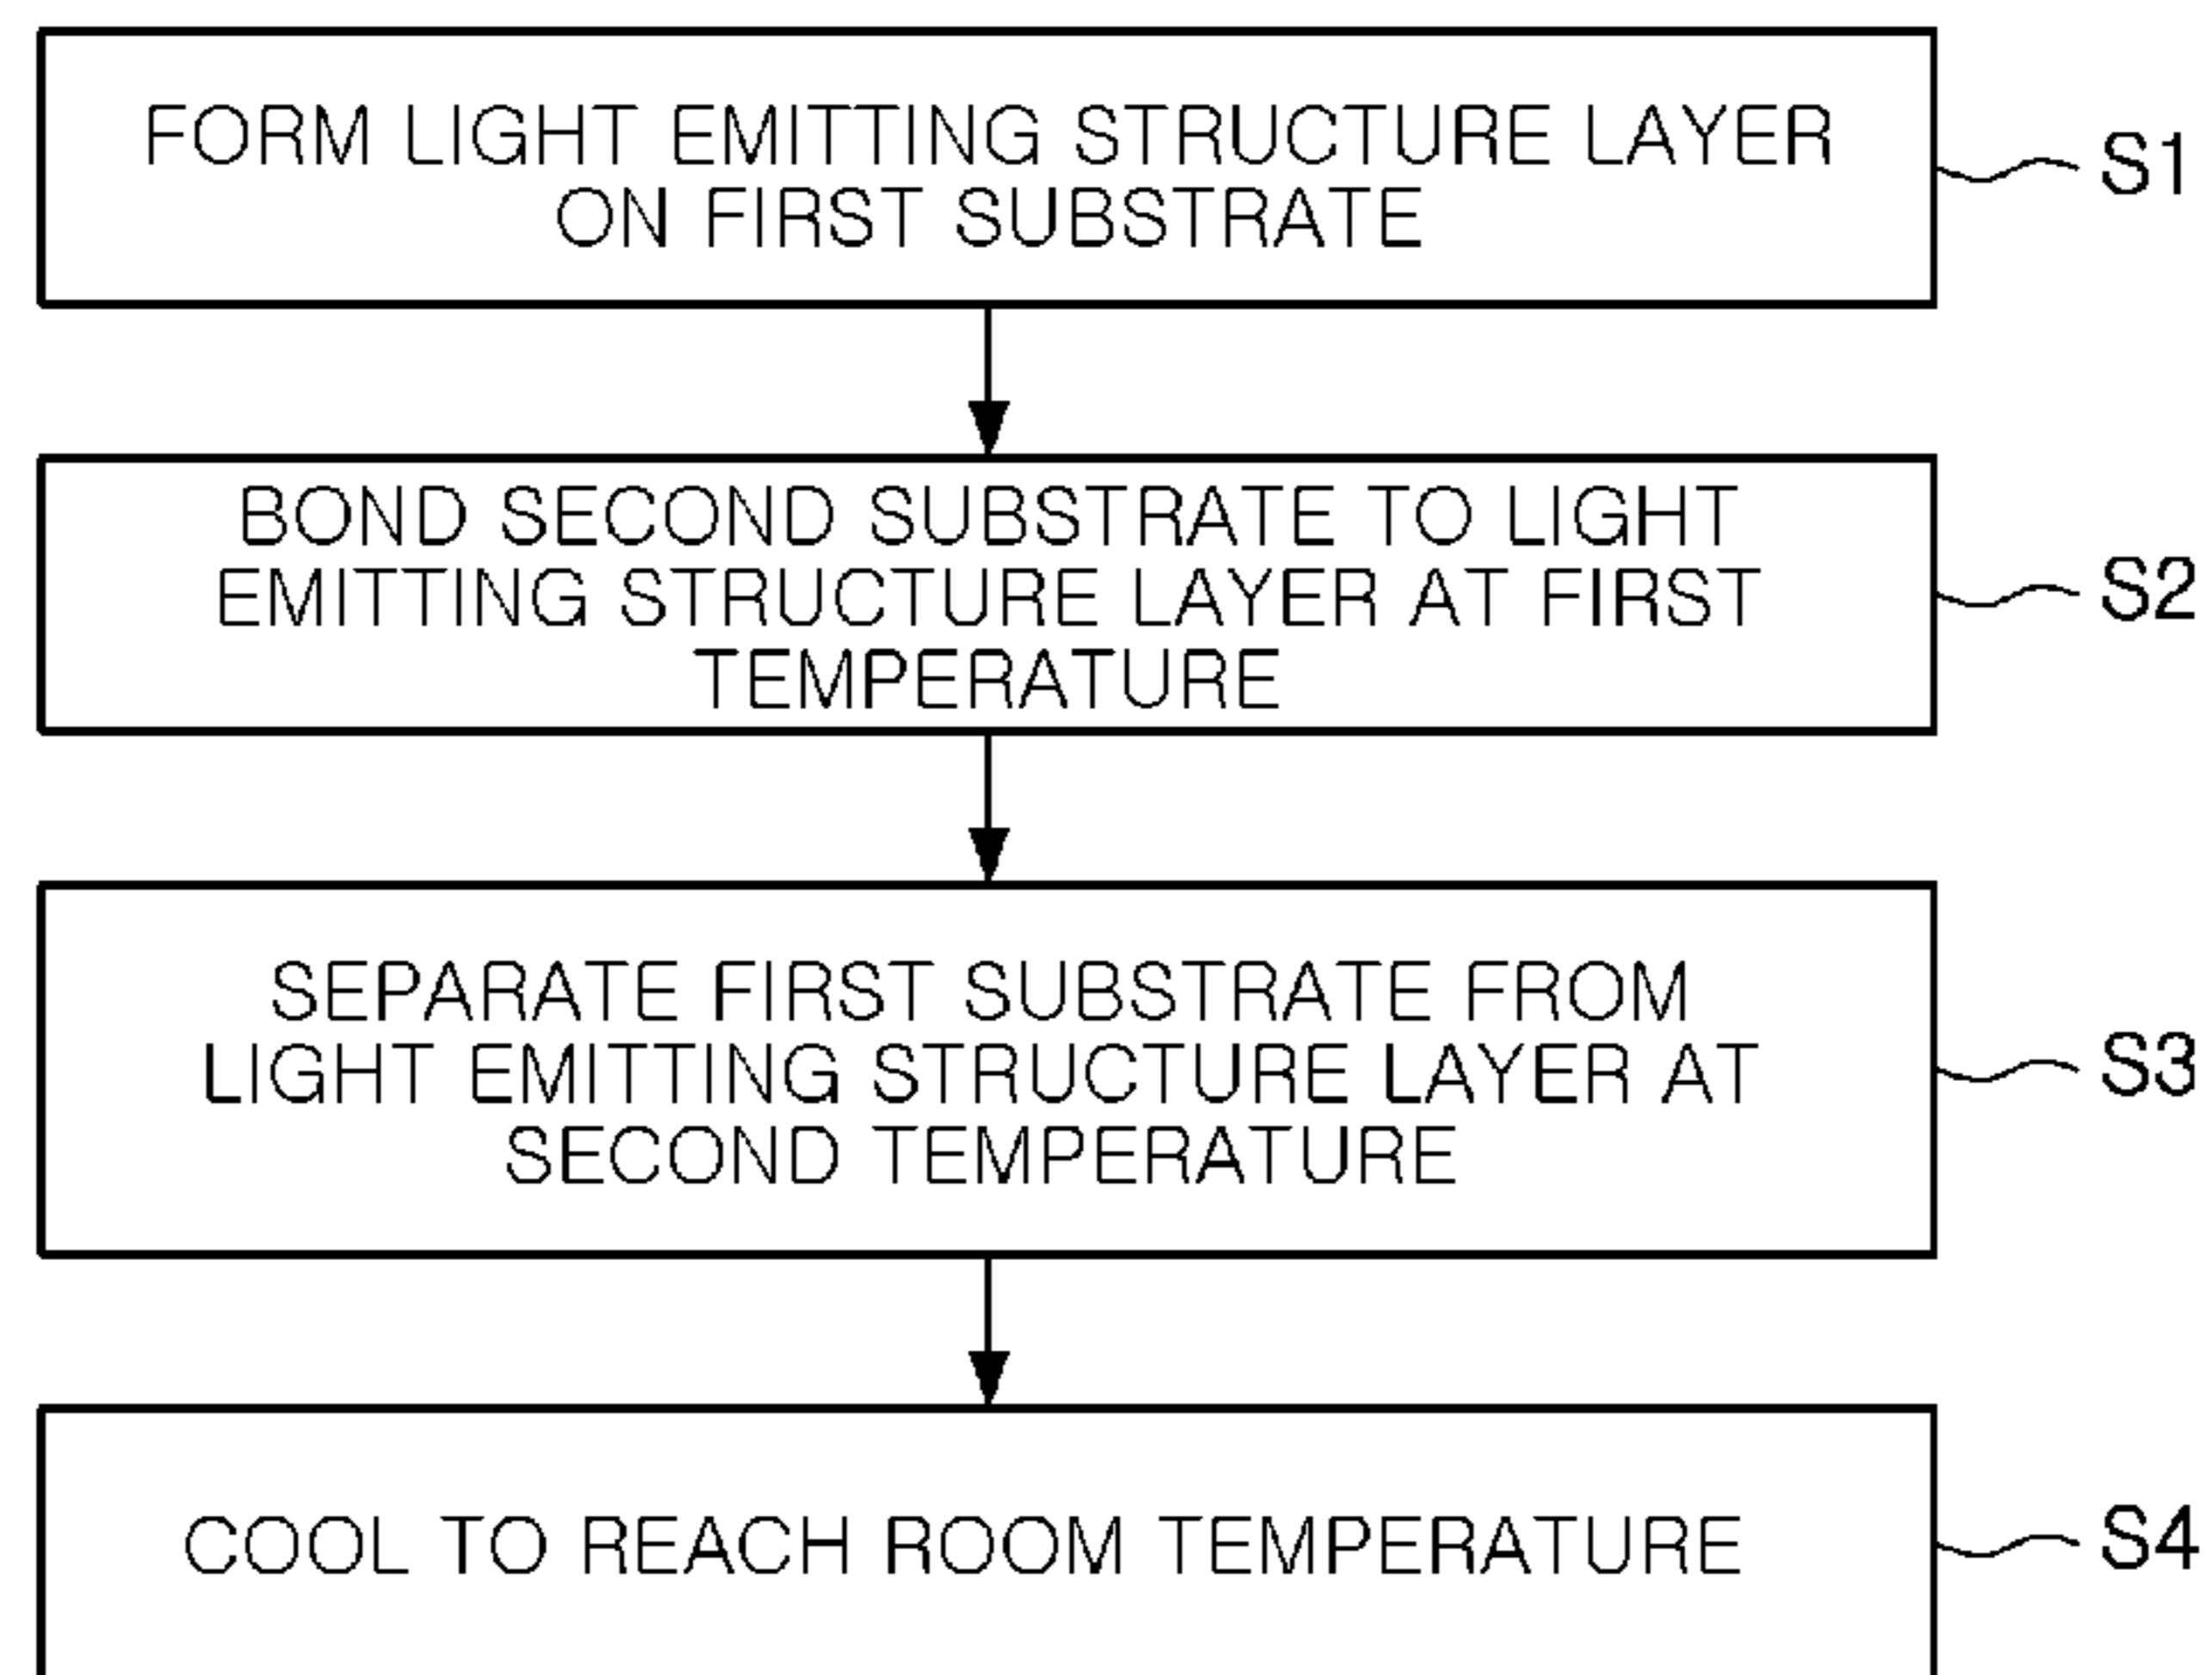 FORM LIGHT EMITTING STRUCTURE LAYER
ON FIRST SUBSTRATE
S1
BOND SECOND SUBSTRATE TO LIGHT
EMITTING STRUCTURE LAYER AT FIRST
TEMPERATURE
S2
SEPARATE FIRST SUBSTRATE FROM
LIGHT EMITTING STRUCTURE LAYER AT
SECOND TEMPERATURE
S3
COOL TO REACH ROOM TEMPERATURE
S4